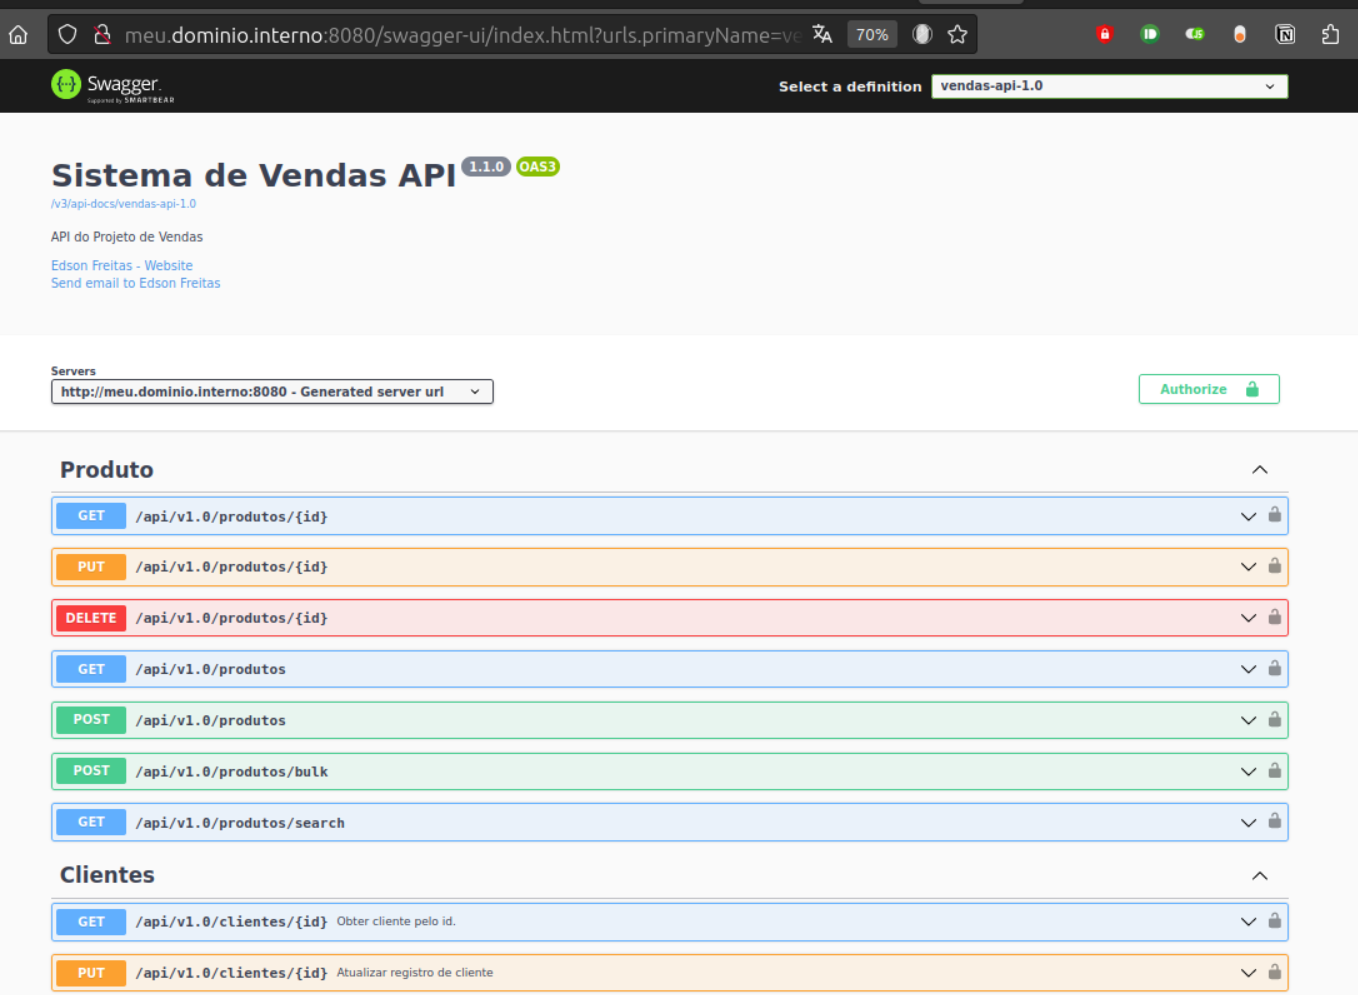 meu.dominio.interno:8080/swagger-ui/index.html?urls.primaryName=ve
70%
Swagger.
Supported by SMARTBEAR
Select a definition
vendas-api-1.0
Sistema de Vendas API 1.1.0 OAS3
/v3/api-docs/vendas-api-1.0
API do Projeto de Vendas
Edson Freitas - Website
Send email to Edson Freitas
Servers
http://meu.dominio.interno:8080 - Generated server url
Authorize
Produto
GET /api/v1.0/produtos/{id}
PUT /api/v1.0/produtos/{id}
DELETE /api/v1.0/produtos/{id}
GET /api/v1.0/produtos
POST /api/v1.0/produtos
POST /api/v1.0/produtos/bulk
GET /api/v1.0/produtos/search
Clientes
GET /api/v1.0/clientes/{id} Obter cliente pelo id.
PUT /api/v1.0/clientes/{id} Atualizar registro de cliente